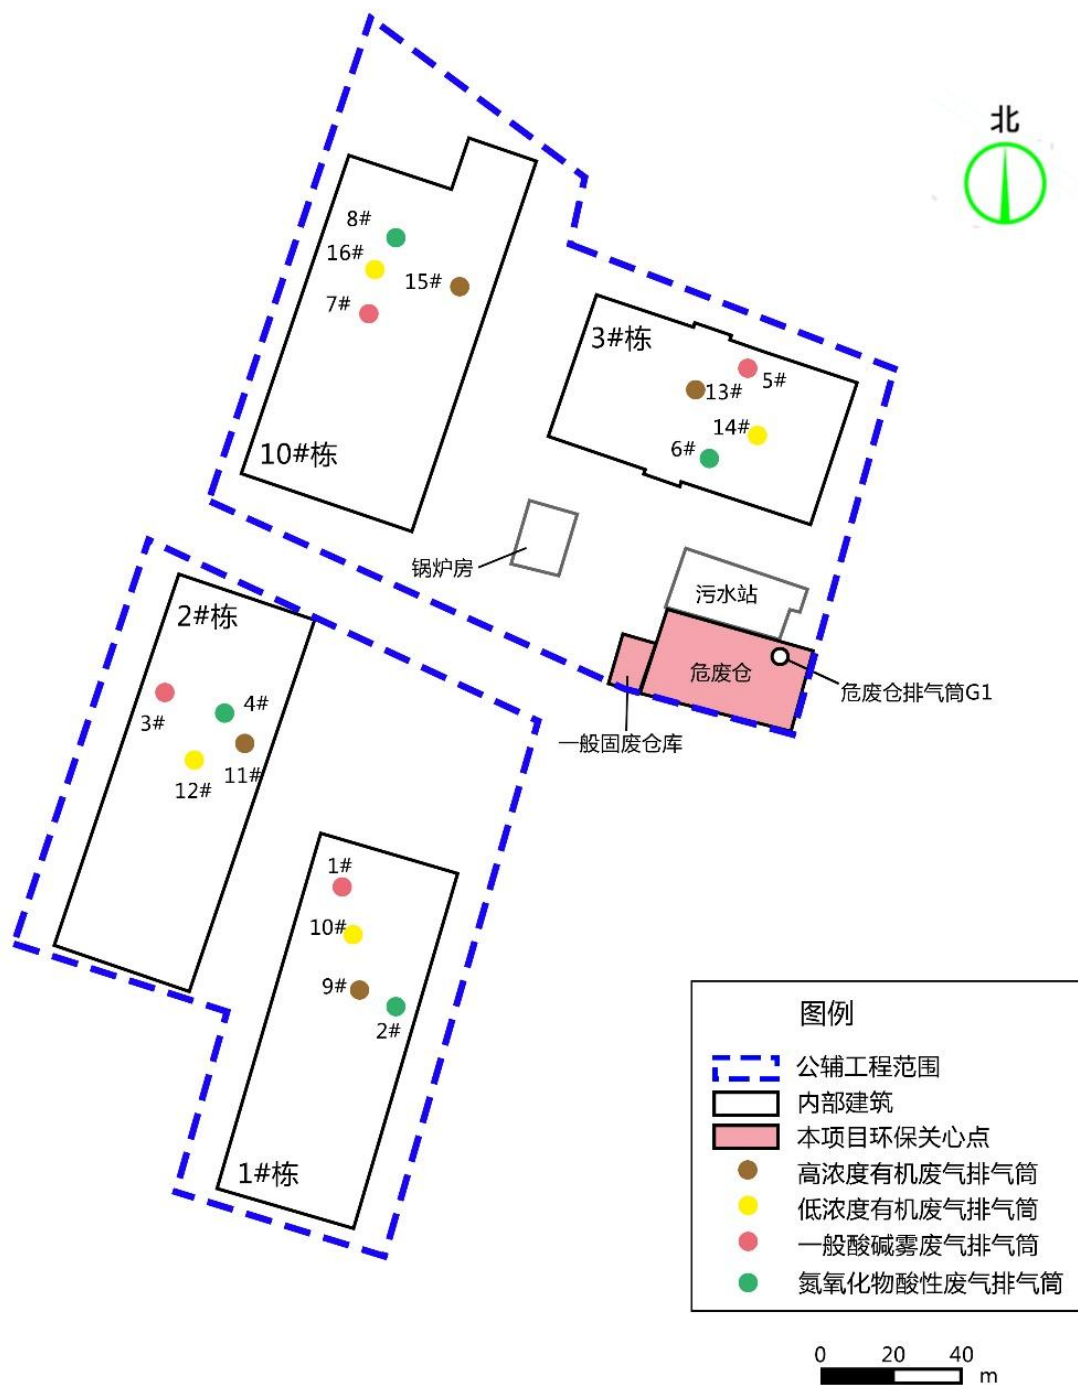 北
8#
16#
15#
7#
3#栋
5#
13#
14#
6#
10#栋
锅炉房
污水站
2#栋
危废仓
危废仓排气筒G1
3#
4#
一般固废仓库
11#
12#
1#
10#
9#
2#
1#栋
图例
公辅工程范围
内部建筑
本项目环保关心点
高浓度有机废气排气筒
低浓度有机废气排气筒
一般酸碱雾废气排气筒
氮氧化物酸性废气排气筒
0 20 40
m